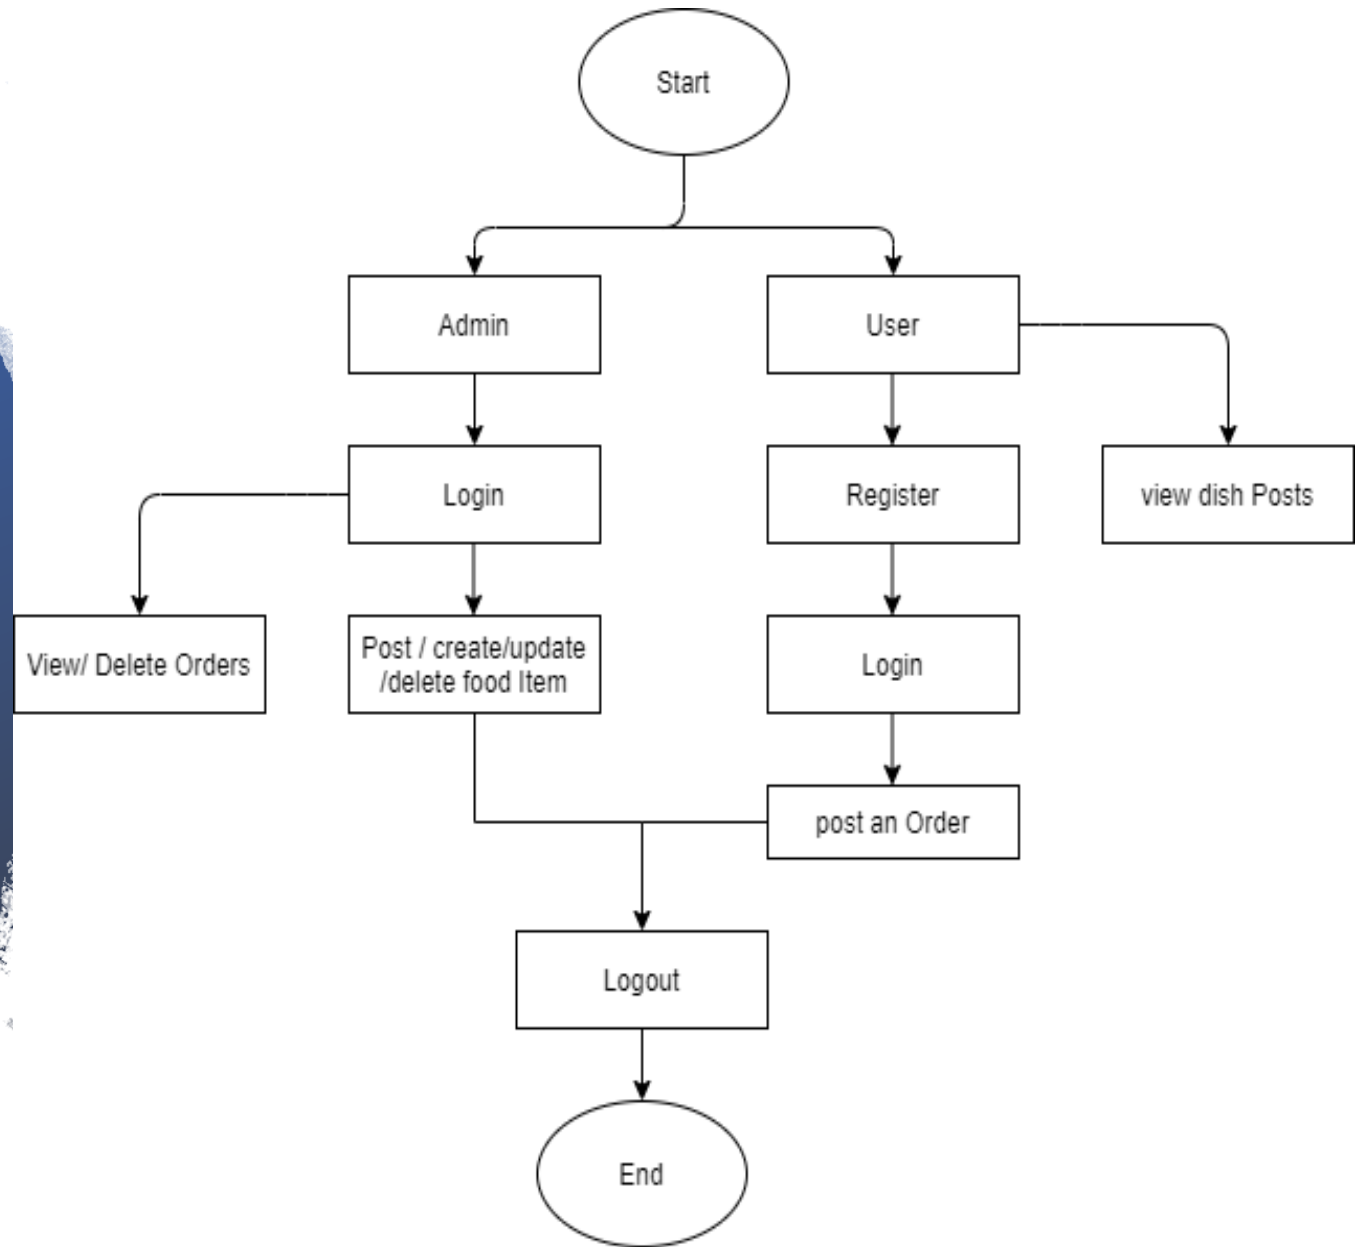 Start
Admin
User
Login
Register
view dish Posts
View/ Delete Orders
Post / create/update
/delete food Item
Login
post an Order
Logout
End